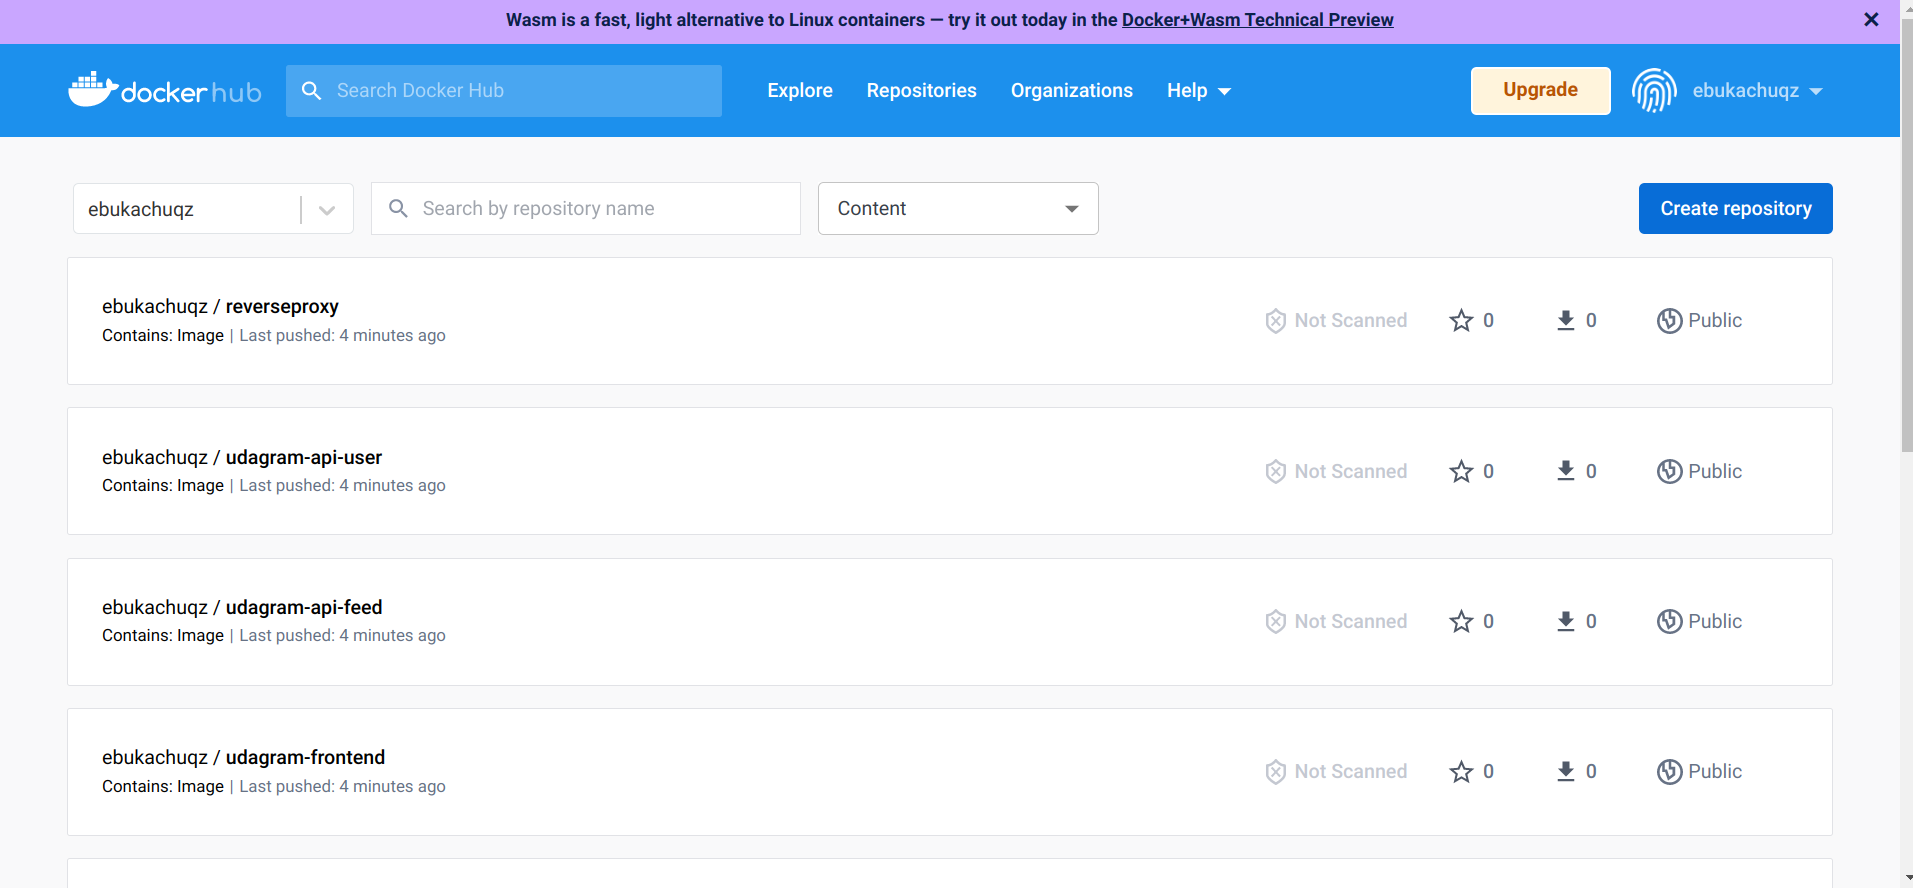 Wasm is a fast, light alternative to Linux containers — try it out today in the Docker+Wasm Technical Preview
docker hub
Search Docker Hub
Explore
Repositories
Organizations
Help
Upgrade
ebukachuqz
ebukachuqz
Search by repository name
Content
Create repository
ebukachuqz / reverseproxy
Contains: Image | Last pushed: 4 minutes ago
Not Scanned
0
0
Public
ebukachuqz / udagram-api-user
Contains: Image | Last pushed: 4 minutes ago
Not Scanned
0
0
Public
ebukachuqz / udagram-api-feed
Contains: Image | Last pushed: 4 minutes ago
Not Scanned
0
0
Public
ebukachuqz / udagram-frontend
Contains: Image | Last pushed: 4 minutes ago
Not Scanned
0
0
Public